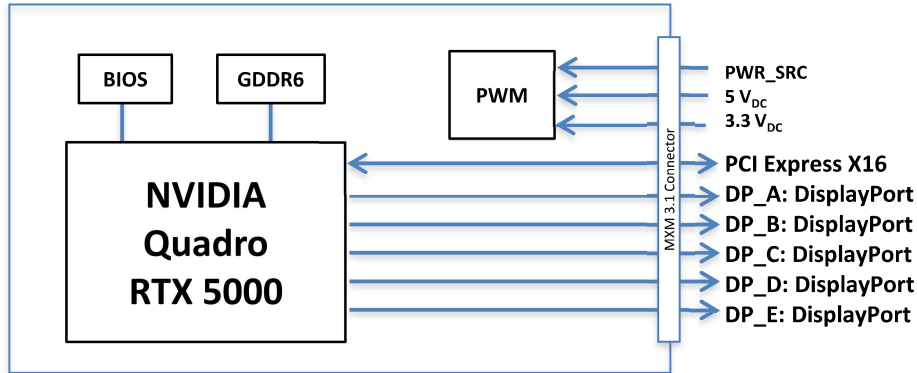 BIOS
GDDR6
PWM
PWR_SRC
5 VDC
3.3 VDC
NVIDIA
Quadro
RTX 5000
MXM 3.1 Connector
PCI Express X16
DP_A: DisplayPort
DP_B: DisplayPort
DP_C: DisplayPort
DP_D: DisplayPort
DP_E: DisplayPort